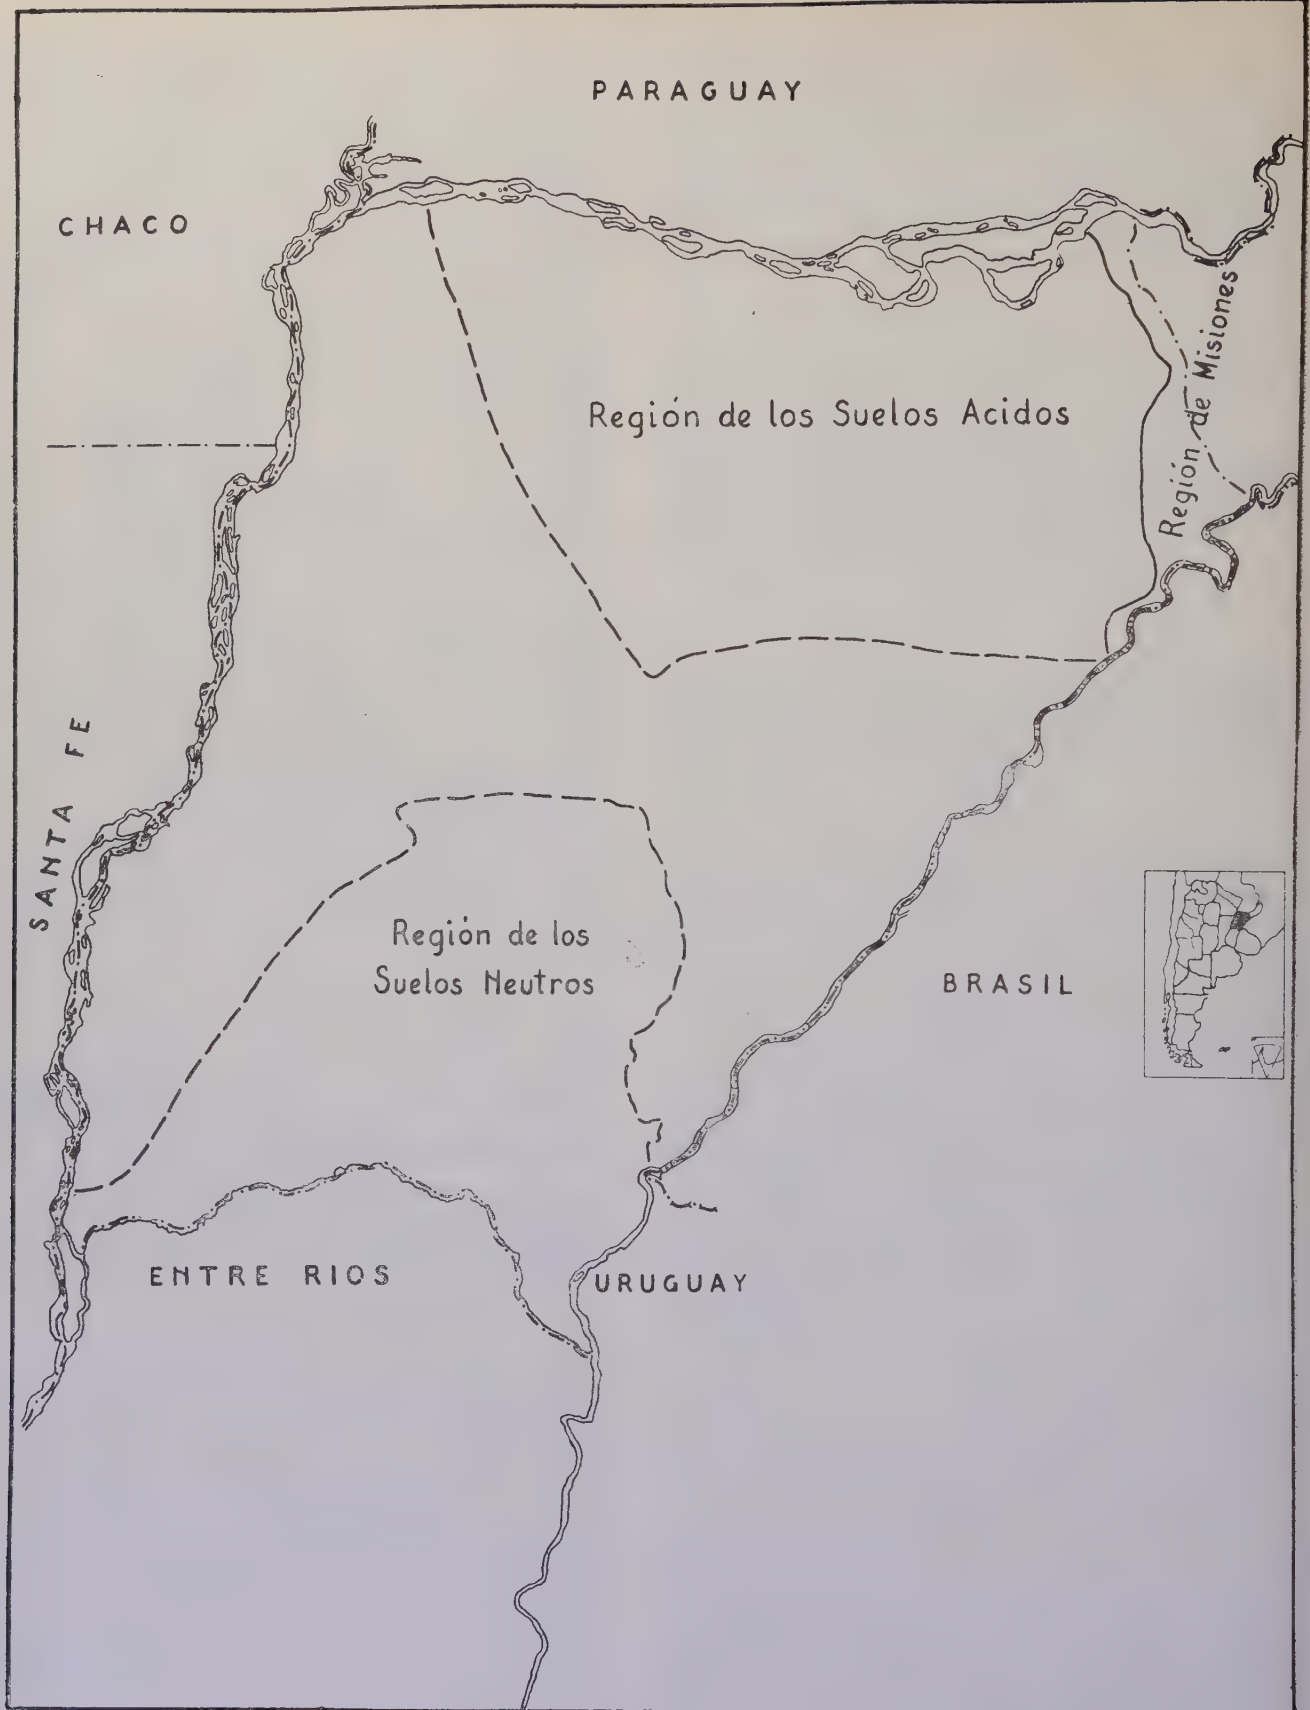 PARAGUAY
CHACO
Región de los Suelos Acidos
Región de Misiones
SANTA FE
Región de los
Suelos Neutros
BRASIL
ENTRE RIOS
URUGUAY